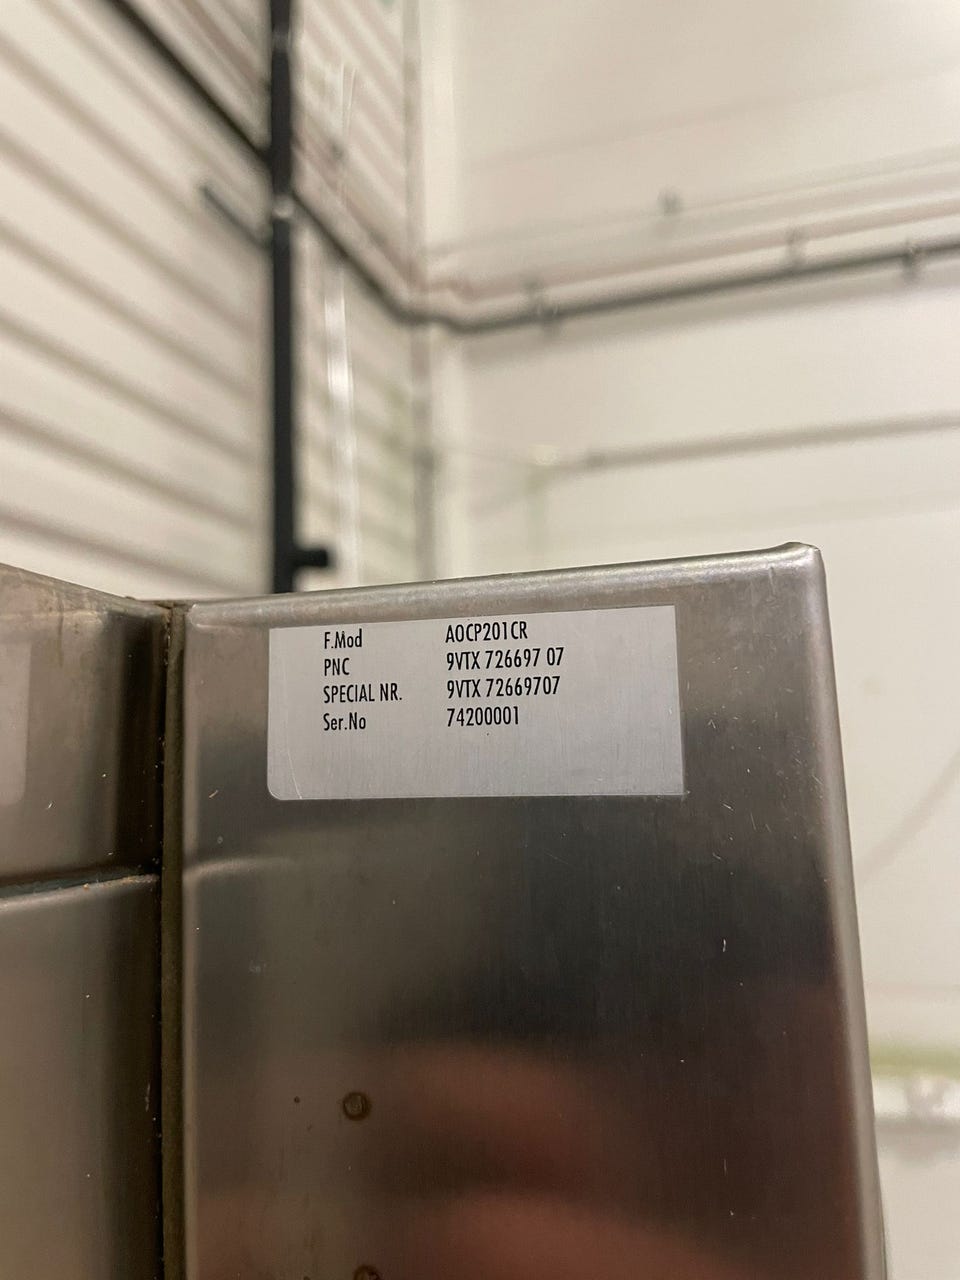 F.Mod AOCP201CR
PNC 9VTX 726697 07
SPECIAL NR. 9VTX 72669707
Ser.No 74200001